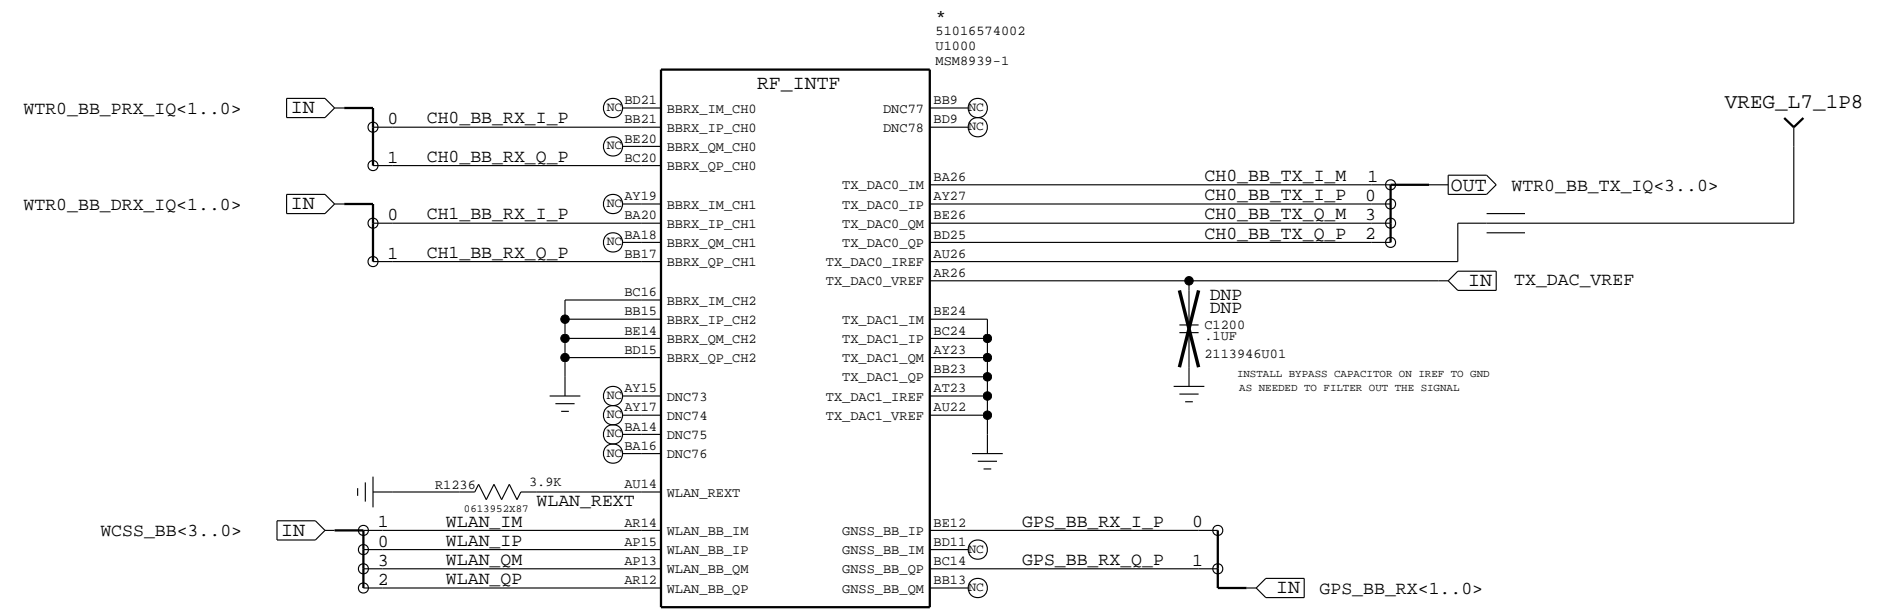 *
51016574002
U1000
MSM8939-1
RF_INTF
WTR0_BB_PRX_IQ<1..0>
IN
0 CH0_BB_RX_I_P
1 CH0_BB_RX_Q_P
NC BD21 BBRX_IM_CH0
BB21 BBRX_IP_CH0
NC BE20 BBRX_QM_CH0
BC20 BBRX_QP_CH0
WTR0_BB_DRX_IQ<1..0>
IN
0 CH1_BB_RX_I_P
1 CH1_BB_RX_Q_P
NC AY19 BBRX_IM_CH1
BA20 BBRX_IP_CH1
NC BA18 BBRX_QM_CH1
BB17 BBRX_QP_CH1
BC16 BBRX_IM_CH2
BB15 BBRX_IP_CH2
BE14 BBRX_QM_CH2
BD15 BBRX_QP_CH2
NC AY15 DNC73
NC AY17 DNC74
NC BA14 DNC75
NC BA16 DNC76
R1236 3.9K
0613952X87
WLAN_REXT
AU14 WLAN_REXT
WCSS_BB<3..0>
IN
1 WLAN_IM AR14 WLAN_BB_IM
0 WLAN_IP AP15 WLAN_BB_IP
3 WLAN_QM AP13 WLAN_BB_QM
2 WLAN_QP AR12 WLAN_BB_QP
DNC77 BB9 NC
DNC78 BD9 NC
TX_DAC0_IM BA26 CH0_BB_TX_I_M 1
TX_DAC0_IP AY27 CH0_BB_TX_I_P 0
TX_DAC0_QM BE26 CH0_BB_TX_Q_M 3
TX_DAC0_QP BD25 CH0_BB_TX_Q_P 2
OUT WTR0_BB_TX_IQ<3..0>
VREG_L7_1P8
TX_DAC0_IREF AU26
TX_DAC0_VREF AR26
IN TX_DAC_VREF
DNP
DNP
C1200
.1UF
2113946U01
INSTALL BYPASS CAPACITOR ON IREF TO GND
AS NEEDED TO FILTER OUT THE SIGNAL
TX_DAC1_IM BE24
TX_DAC1_IP BC24
TX_DAC1_QM AY23
TX_DAC1_QP BB23
TX_DAC1_IREF AT23
TX_DAC1_VREF AU22
GNSS_BB_IP BE12 GPS_BB_RX_I_P 0
GNSS_BB_IM BD11 NC
GNSS_BB_QP BC14 GPS_BB_RX_Q_P 1
GNSS_BB_QM BB13 NC
IN GPS_BB_RX<1..0>